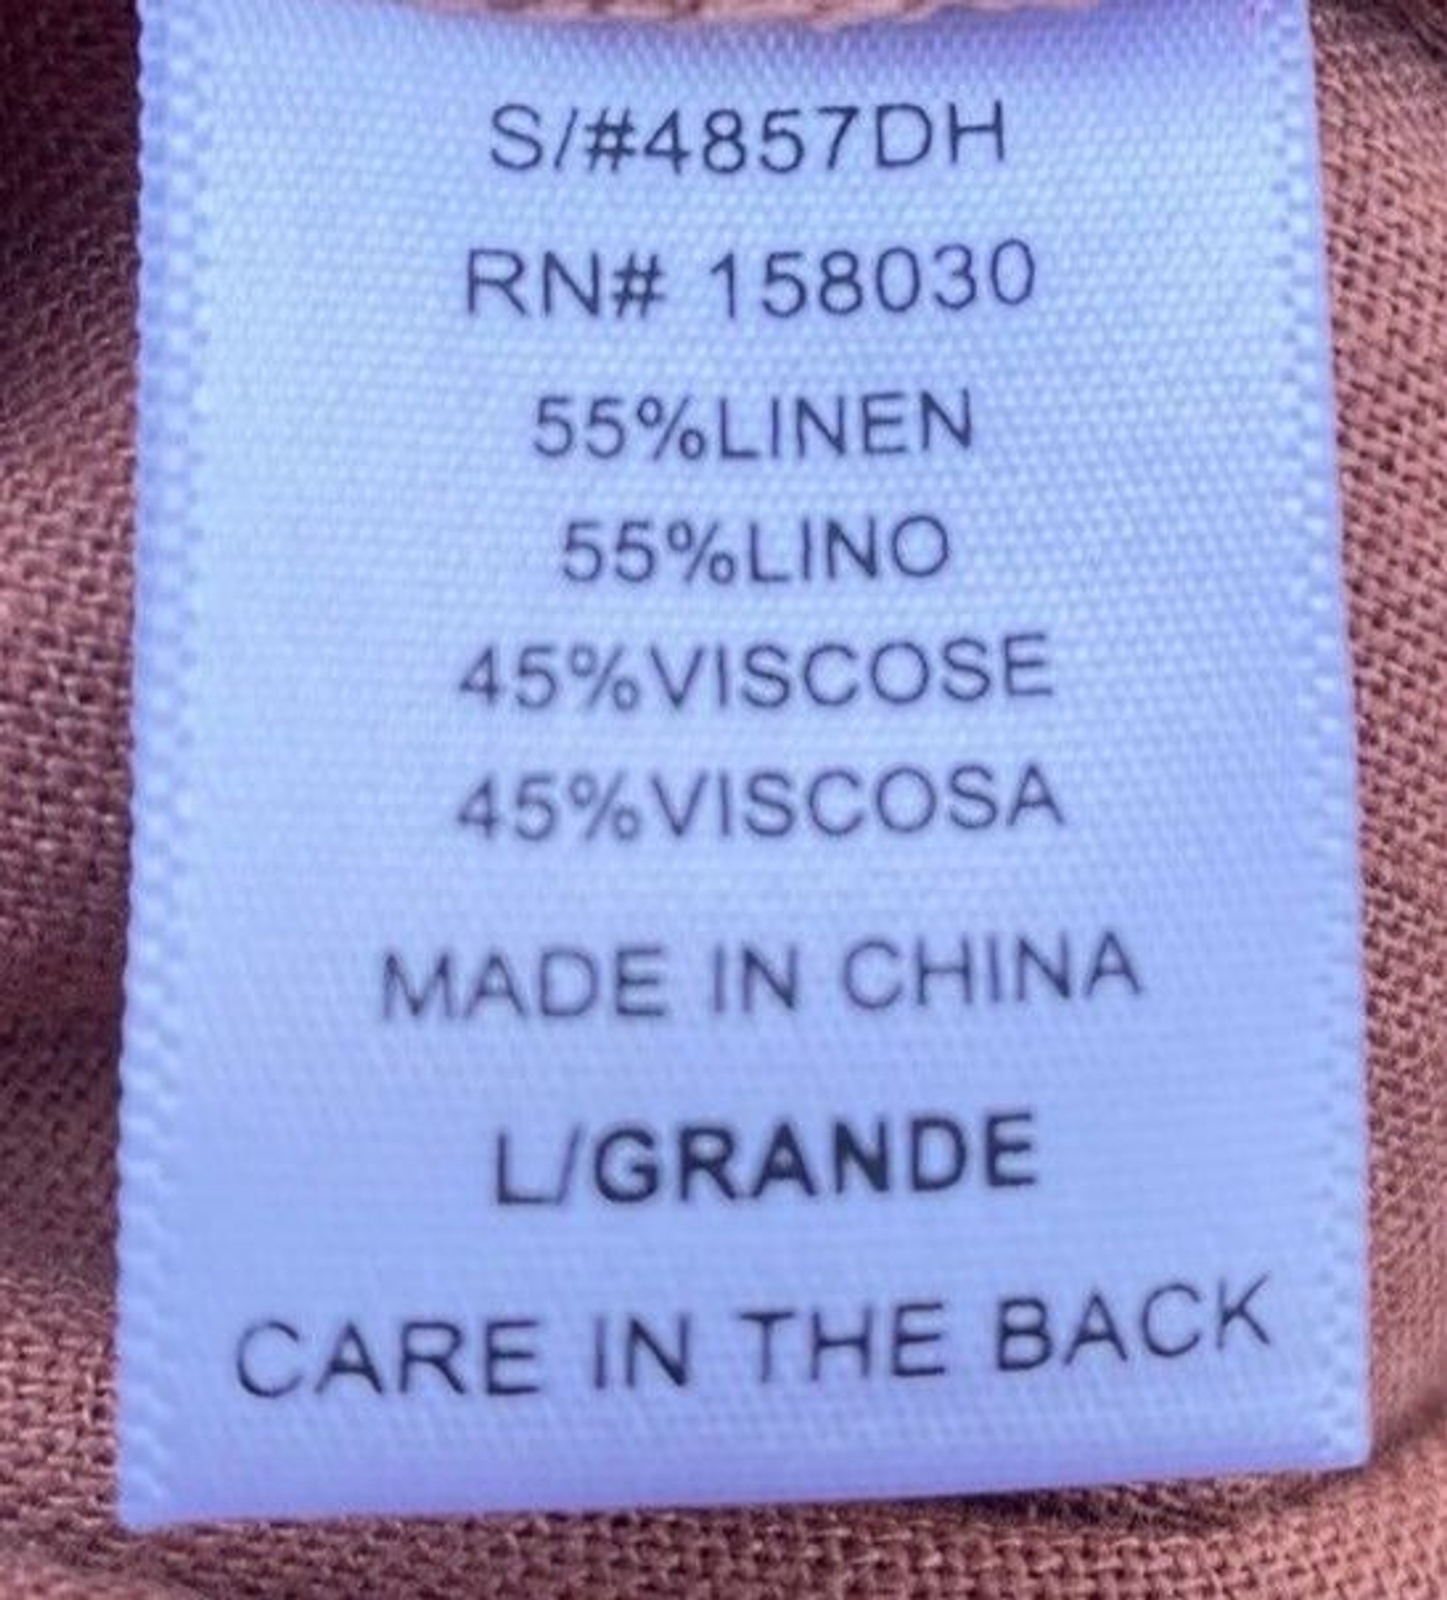 S/#4857DH
RN# 158030
55%LINEN
55%LINO
45%VISCOSE
45%VISCOSA
MADE IN CHINA
L/GRANDE
CARE IN THE BACK